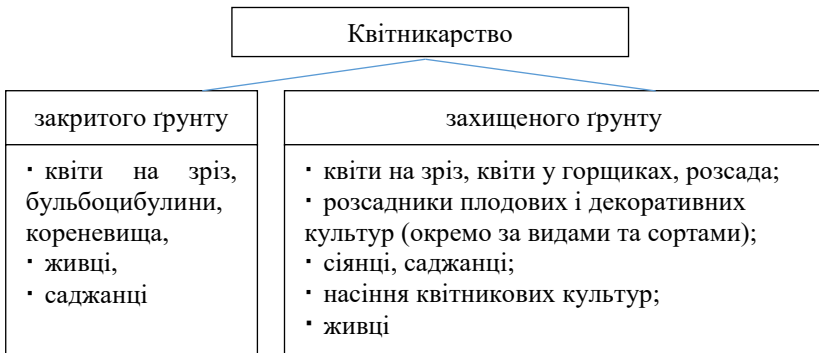 Квітникарство
закритого ґрунту
· квіти на зріз,
бульбоцибулини,
кореневища,
· живці,
· саджанці
захищеного ґрунту
· квіти на зріз, квіти у горщиках, розсада;
· розсадники плодових і декоративних
культур (окремо за видами та сортами);
· сіянці, саджанці;
· насіння квітникових культур;
· живці